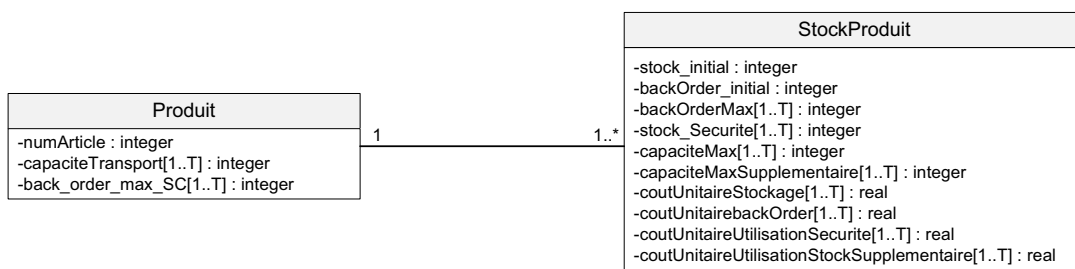 StockProduit
-stock_initial : integer
-backOrder_initial : integer
-backOrderMax[1..T] : integer
-stock_Securite[1..T] : integer
-capaciteMax[1..T] : integer
-capaciteMaxSupplementaire[1..T] : integer
-coutUnitaireStockage[1..T] : real
-coutUnitairebackOrder[1..T] : real
-coutUnitaireUtilisationSecurite[1..T] : real
-coutUnitaireUtilisationStockSupplementaire[1..T] : real
Produit
-numArticle : integer
-capaciteTransport[1..T] : integer
-back_order_max_SC[1..T] : integer
1
1..*